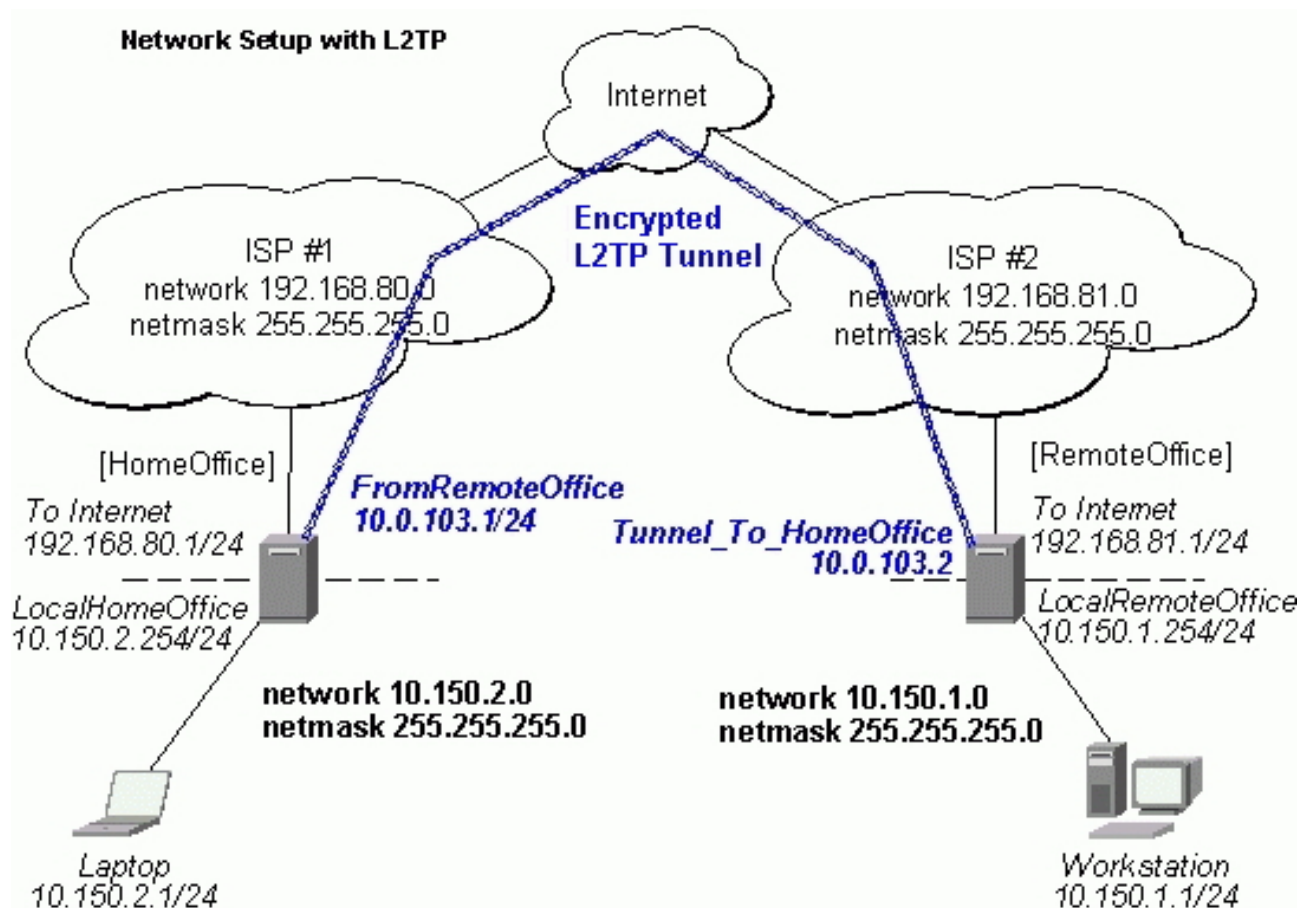 Network Setup with L2TP
Internet
Encrypted
L2TP Tunnel
ISP #1
network 192.168.80.0
netmask 255.255.255.0
ISP #2
network 192.168.81.0
netmask 255.255.255.0
[HomeOffice]
[RemoteOffice]
FromRemoteOffice
10.0.103.1/24
To Internet
192.168.80.1/24
Tunnel_To_HomeOffice
10.0.103.2
To Internet
192.168.81.1/24
LocalHomeOffice
10.150.2.254/24
LocalRemoteOffice
10.150.1.254/24
network 10.150.2.0
netmask 255.255.255.0
network 10.150.1.0
netmask 255.255.255.0
Laptop
10.150.2.1/24
Workstation
10.150.1.1/24